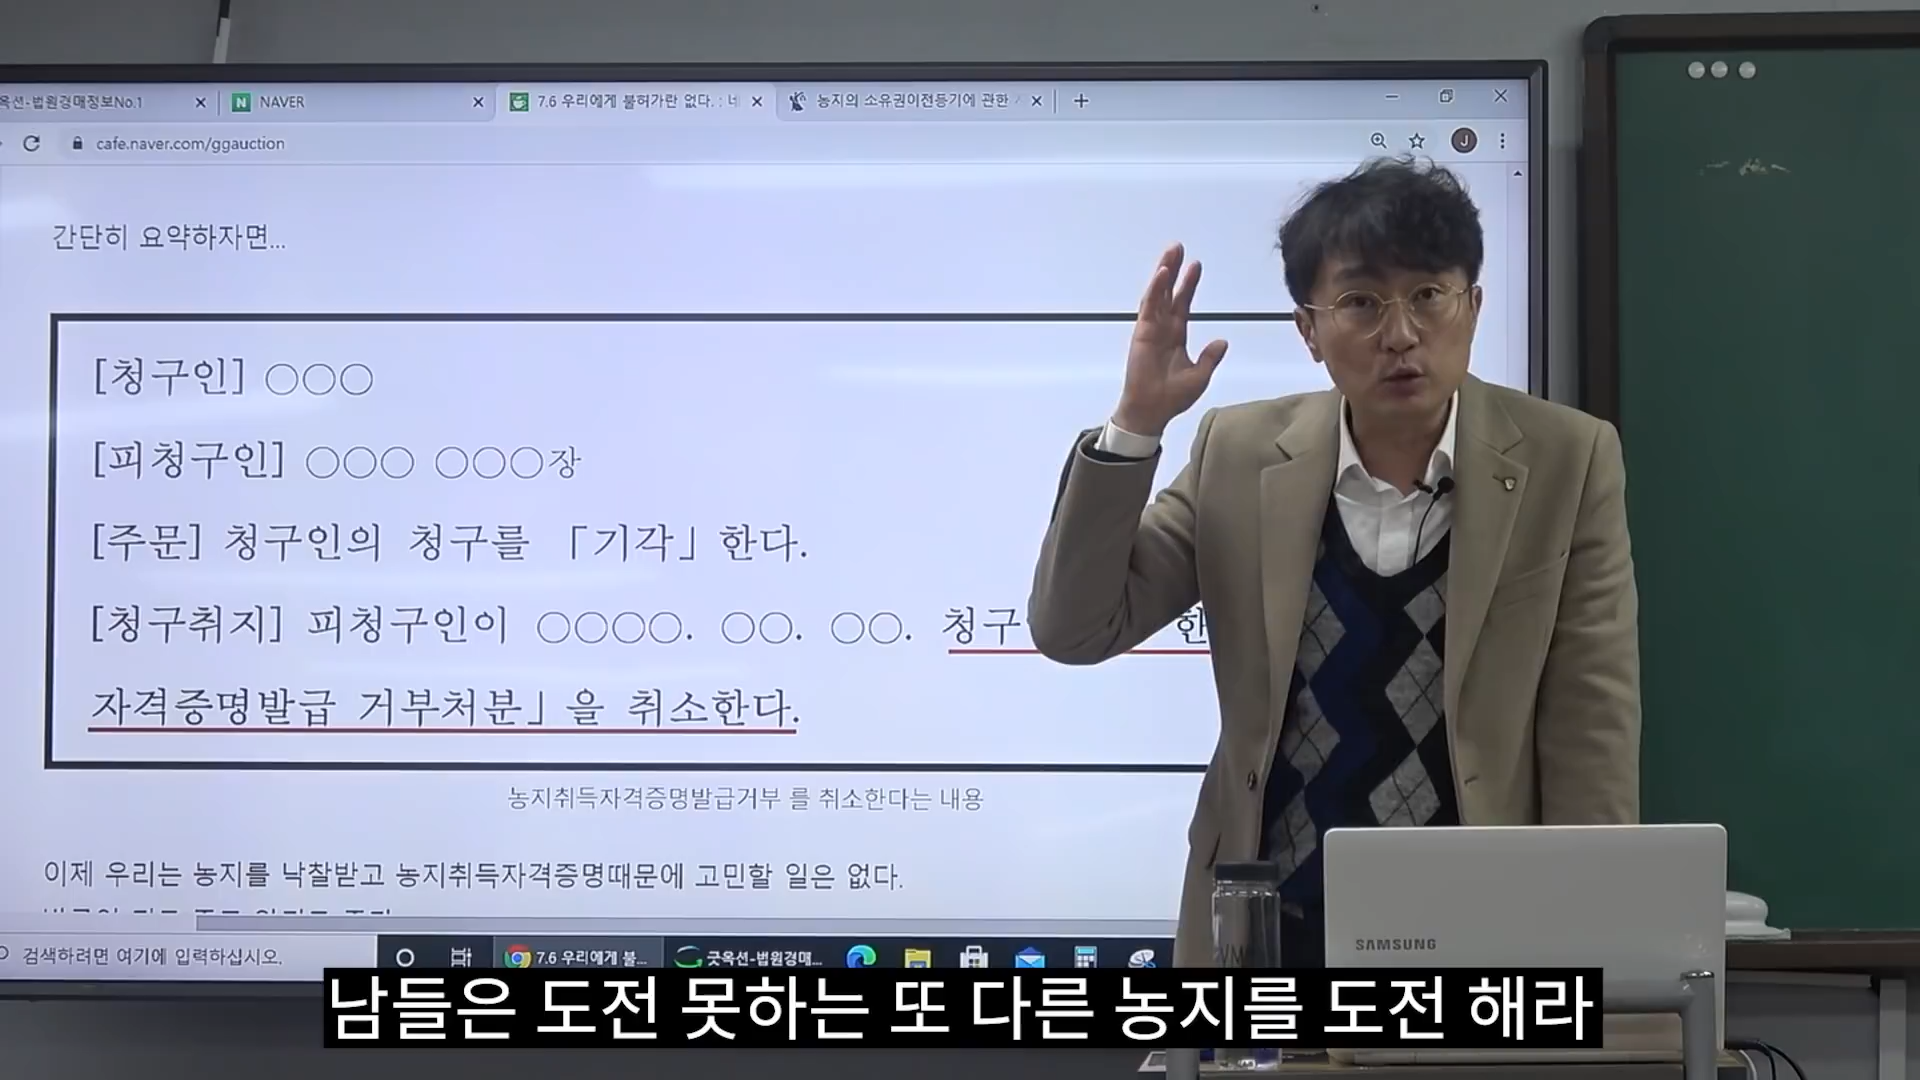 옥션-법원경매정보No.1
NAVER
7.6 우리에게 불허가란 없다. : 네
농지의 소유권이전등기에 관한
cafe.naver.com/ggauction
J
간단히 요약하자면...
[청구인] ○○○
[피청구인] ○○○ ○○○장
[주문] 청구인의 청구를 「기각」한다.
[청구취지] 피청구인이 ○○○○. ○○. ○○. 청구 한
자격증명발급 거부처분」을 취소한다.
농지취득자격증명발급거부 를 취소한다는 내용
이제 우리는 농지를 낙찰받고 농지취득자격증명때문에 고민할 일은 없다.
검색하려면 여기에 입력하십시오.
7.6 우리에게 불...
굿옥션-법원경매...
SAMSUNG
남들은 도전 못하는 또 다른 농지를 도전 해라